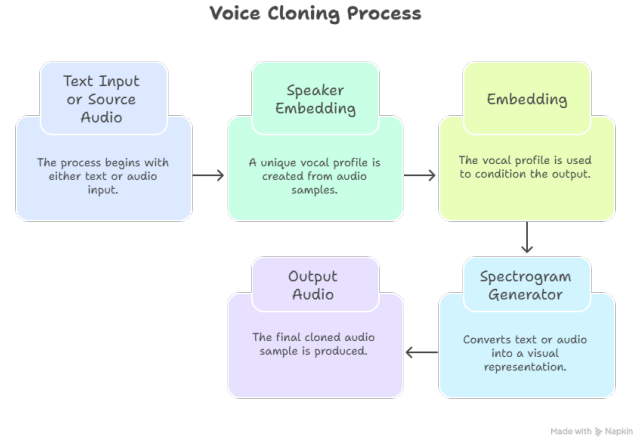 Voice Cloning Process
Text Input
or Source
Audio
The process begins with
either text or audio
input.
Speaker
Embedding
A unique vocal profile is
created from audio
samples.
Embedding
The vocal profile is used
to condition the output.
Spectrogram
Generator
Converts text or audio
into a visual
representation.
Output
Audio
The final cloned audio
sample is produced.
Made with Napkin